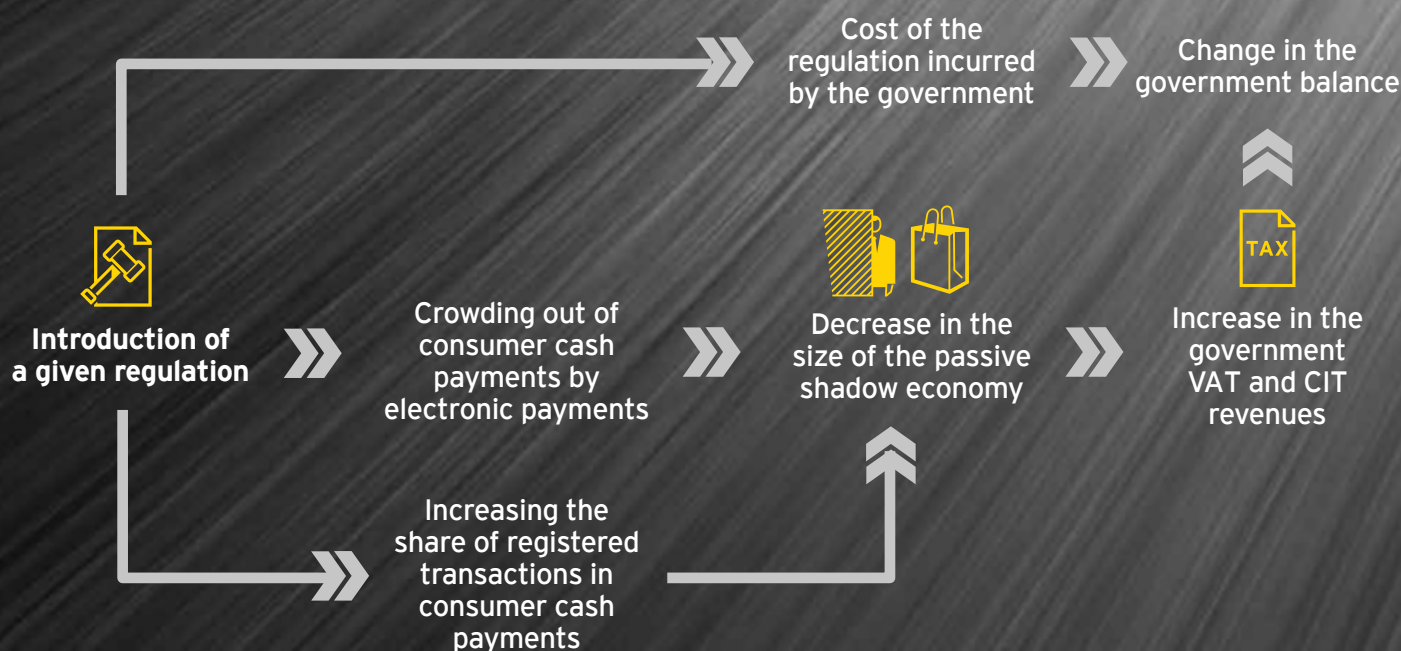 Cost of the
regulation incurred
by the government
Change in the
government balance
Introduction of
a given regulation
Crowding out of
consumer cash
payments by
electronic payments
Decrease in the
size of the passive
shadow economy
TAX
Increase in the
government
VAT and CIT
revenues
Increasing the
share of registered
transactions in
consumer cash
payments